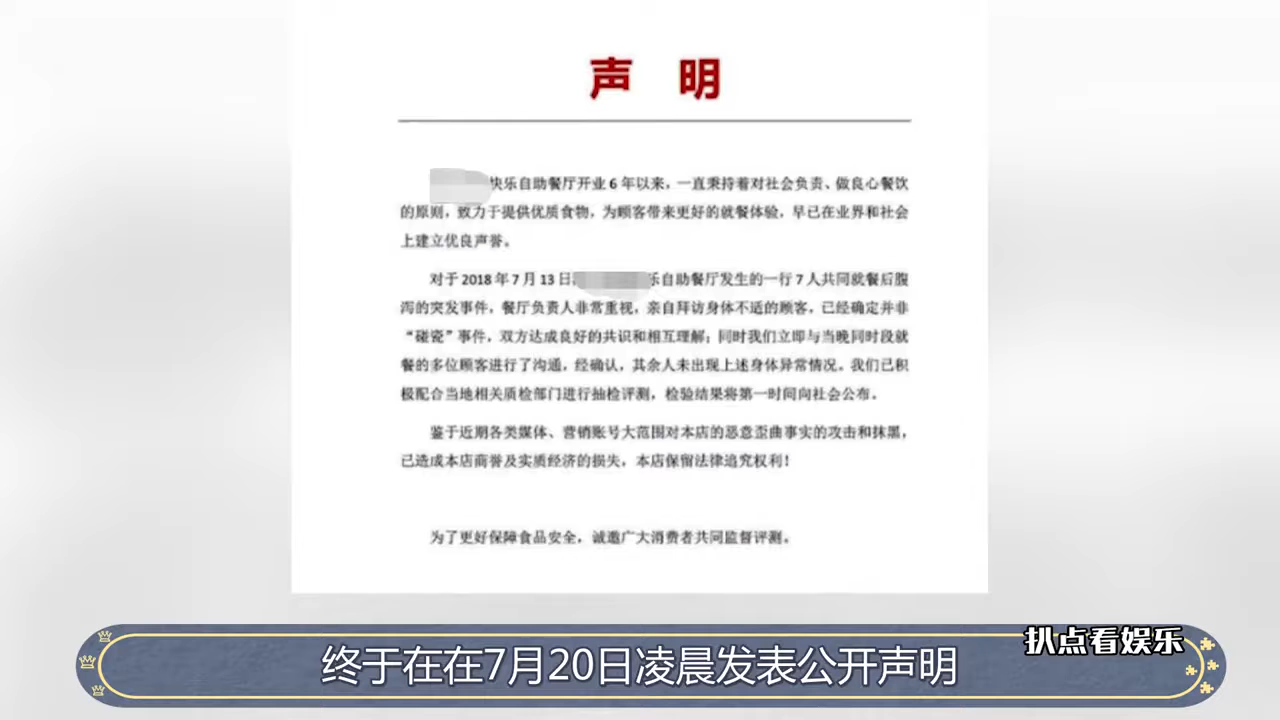 声 明
快乐自助餐厅开业 6 年以来，一直秉持着对社会负责、做良心餐饮
的原则，致力于提供优质食物，为顾客带来更好的就餐体验，早已在业界和社会
上建立优良声誉。
对于 2018 年 7 月 13 日 乐自助餐厅发生的一行 7 人共同就餐后腹
泻的突发事件，餐厅负责人非常重视，亲自拜访身体不适的顾客，已经确定并非
“碰瓷”事件，双方达成良好的共识和相互理解；同时我们立即与当晚同时段就
餐的多位顾客进行了沟通，经确认，其余人未出现上述身体异常情况。我们已积
极配合当地相关质检部门进行抽检评测，检验结果将第一时间向社会公布。
鉴于近期各类媒体、营销账号大范围对本店的恶意歪曲事实的攻击和抹黑，
已造成本店商誉及实质经济的损失，本店保留法律追究权利！
为了更好保障食品安全，诚邀广大消费者共同监督评测。
扒点看娱乐
终于在在7月20日凌晨发表公开声明